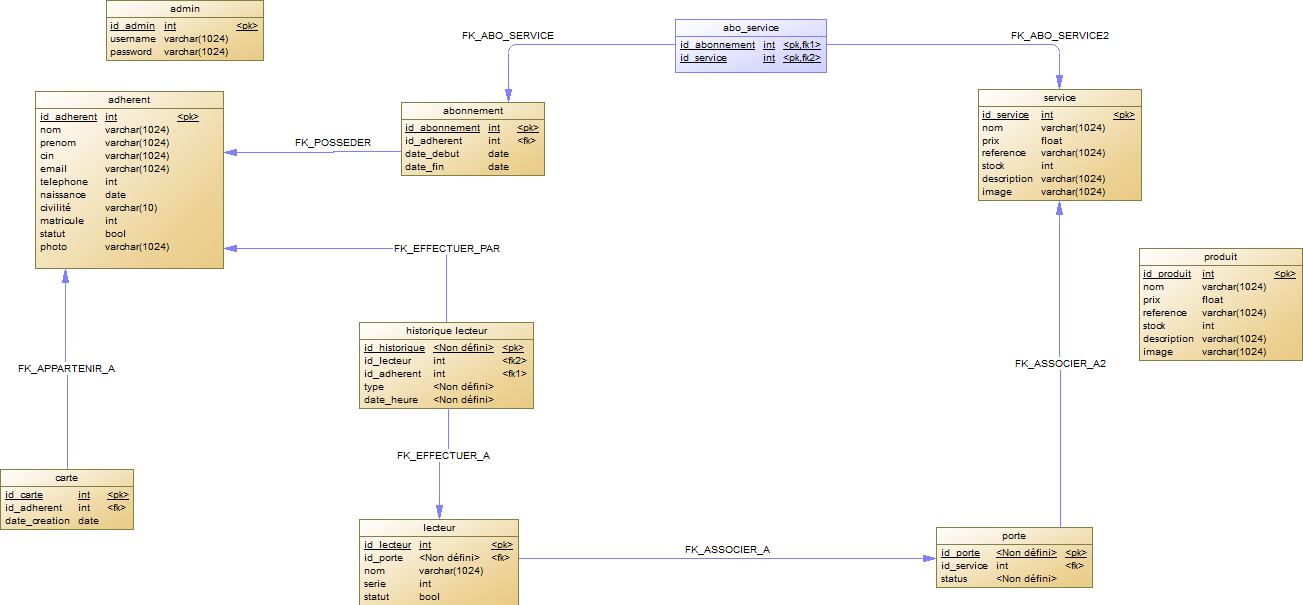 admin
id_admin int <pk>
username varchar(1024)
password varchar(1024)
FK_ABO_SERVICE
abo_service
id_abonnement int <pk,fk1>
id_service int <pk,fk2>
FK_ABO_SERVICE2
adherent
id_adherent int <pk>
nom varchar(1024)
prenom varchar(1024)
cin varchar(1024)
email varchar(1024)
telephone int
naissance date
civilité varchar(10)
matricule int
statut bool
photo varchar(1024)
FK_POSSEDER
abonnement
id_abonnement int <pk>
id_adherent int <fk>
date_debut date
date_fin date
service
id_service int <pk>
nom varchar(1024)
prix float
reference varchar(1024)
stock int
description varchar(1024)
image varchar(1024)
FK_EFFECTUER_PAR
produit
id_produit int <pk>
nom varchar(1024)
prix float
reference varchar(1024)
stock int
description varchar(1024)
image varchar(1024)
historique lecteur
id_historique <Non défini> <pk>
id_lecteur int <fk2>
id_adherent int <fk1>
type <Non défini>
date_heure <Non défini>
FK_APPARTENIR_A
FK_ASSOCIER_A2
FK_EFFECTUER_A
carte
id_carte int <pk>
id_adherent int <fk>
date_creation date
lecteur
id_lecteur int <pk>
id_porte <Non défini> <fk>
nom varchar(1024)
serie int
statut bool
FK_ASSOCIER_A
porte
id_porte <Non défini> <pk>
id_service int <fk>
status <Non défini>